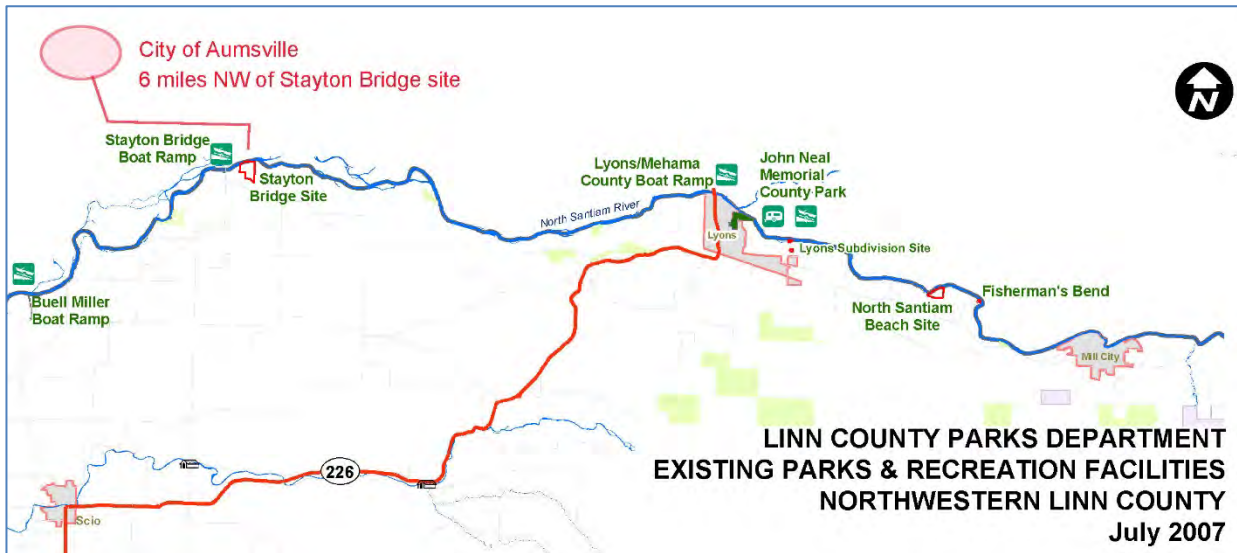 City of Aumsville
6 miles NW of Stayton Bridge site
N
Stayton Bridge
Boat Ramp
Stayton
Bridge Site
Lyons/Mehama
County Boat Ramp
John Neal
Memorial
County Park
North Santiam River
Lyons
Lyons Subdivision Site
Buell Miller
Boat Ramp
North Santiam
Beach Site
Fisherman's Bend
Mill City
226
Scio
LINN COUNTY PARKS DEPARTMENT
EXISTING PARKS & RECREATION FACILITIES
NORTHWESTERN LINN COUNTY
July 2007